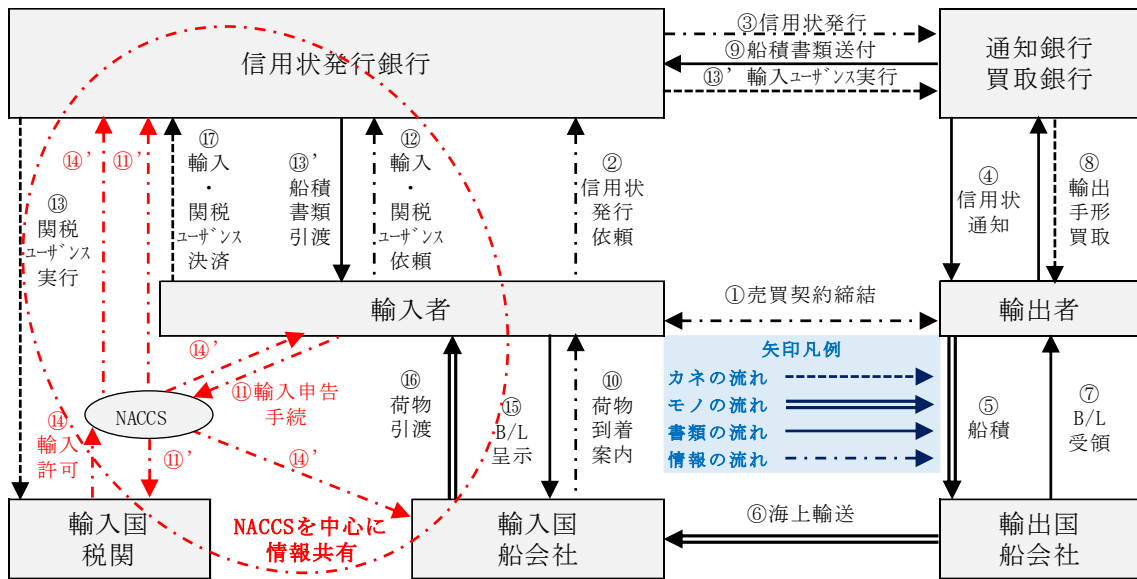 信用状発行銀行
③信用状発行
⑨船積書類送付
⑬’輸入ユーザンス実行
通知銀行
買取銀行
⑭’
⑪’
⑬
関税
ユーザンス
実行
⑰
輸入
・
関税
ユーザンス
決済
⑬’
船積
書類
引渡
⑫
輸入
・
関税
ユーザンス
依頼
②
信用状
発行
依頼
④
信用状
通知
⑧
輸出
手形
買取
輸入者
①売買契約締結
輸出者
矢印凡例
カネの流れ
モノの流れ
書類の流れ
情報の流れ
⑭’
⑪輸入申告
手続
NACCS
⑭
輸入
許可
⑪’
⑭’
⑯
荷物
引渡
⑮
B/L
呈示
⑩
荷物
到着
案内
⑤
船積
⑦
B/L
受領
輸入国
税関
NACCSを中心に
情報共有
輸入国
船会社
⑥海上輸送
輸出国
船会社